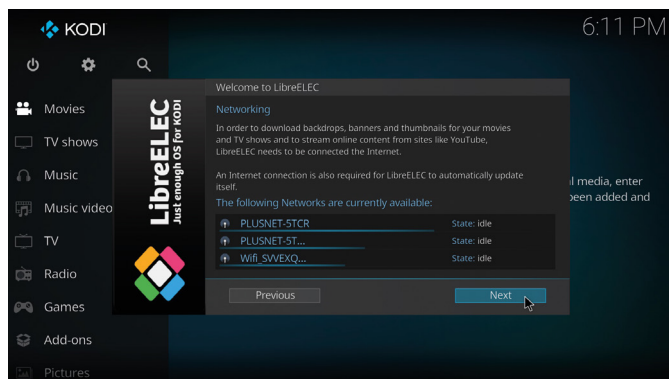 KODI
6:11 PM
Movies
TV shows
Music
Music video
TV
Radio
Games
Add-ons
Pictures
LibreELEC
Just enough OS for KODI
Welcome to LibreELEC
Networking
In order to download backdrops, banners and thumbnails for your movies
and TV shows and to stream online content from sites like YouTube,
LibreELEC needs to be connected the Internet.
An Internet connection is also required for LibreELEC to automatically update
itself.
The following Networks are currently available:
PLUSNET-5TCR State: idle
PLUSNET-5T... State: idle
Wifi_SVVEXQ... State: idle
Previous Next
l media, enter
been added and